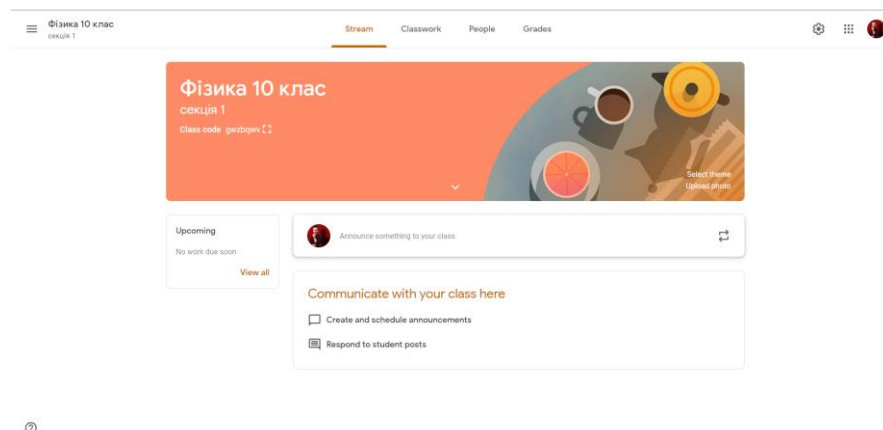 Фізика 10 клас
секція 1
Stream Classwork People Grades
Фізика 10 клас
секція 1
Class code gwzbqwv
Select theme
Upload photo
Upcoming
No work due soon
View all
Announce something to your class
Communicate with your class here
Create and schedule announcements
Respond to student posts